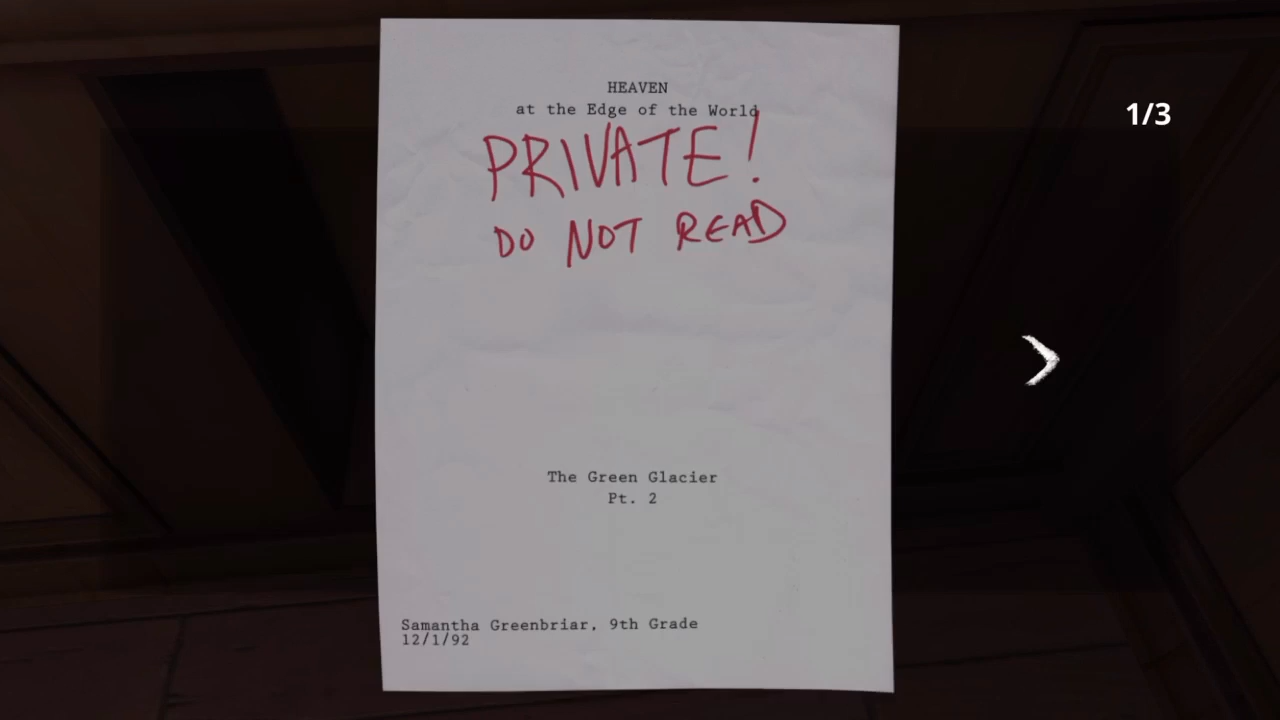 HEAVEN
at the Edge of the World
PRIVATE!
DO NOT READ
1/3
The Green Glacier
Pt. 2
Samantha Greenbriar, 9th Grade
12/1/92